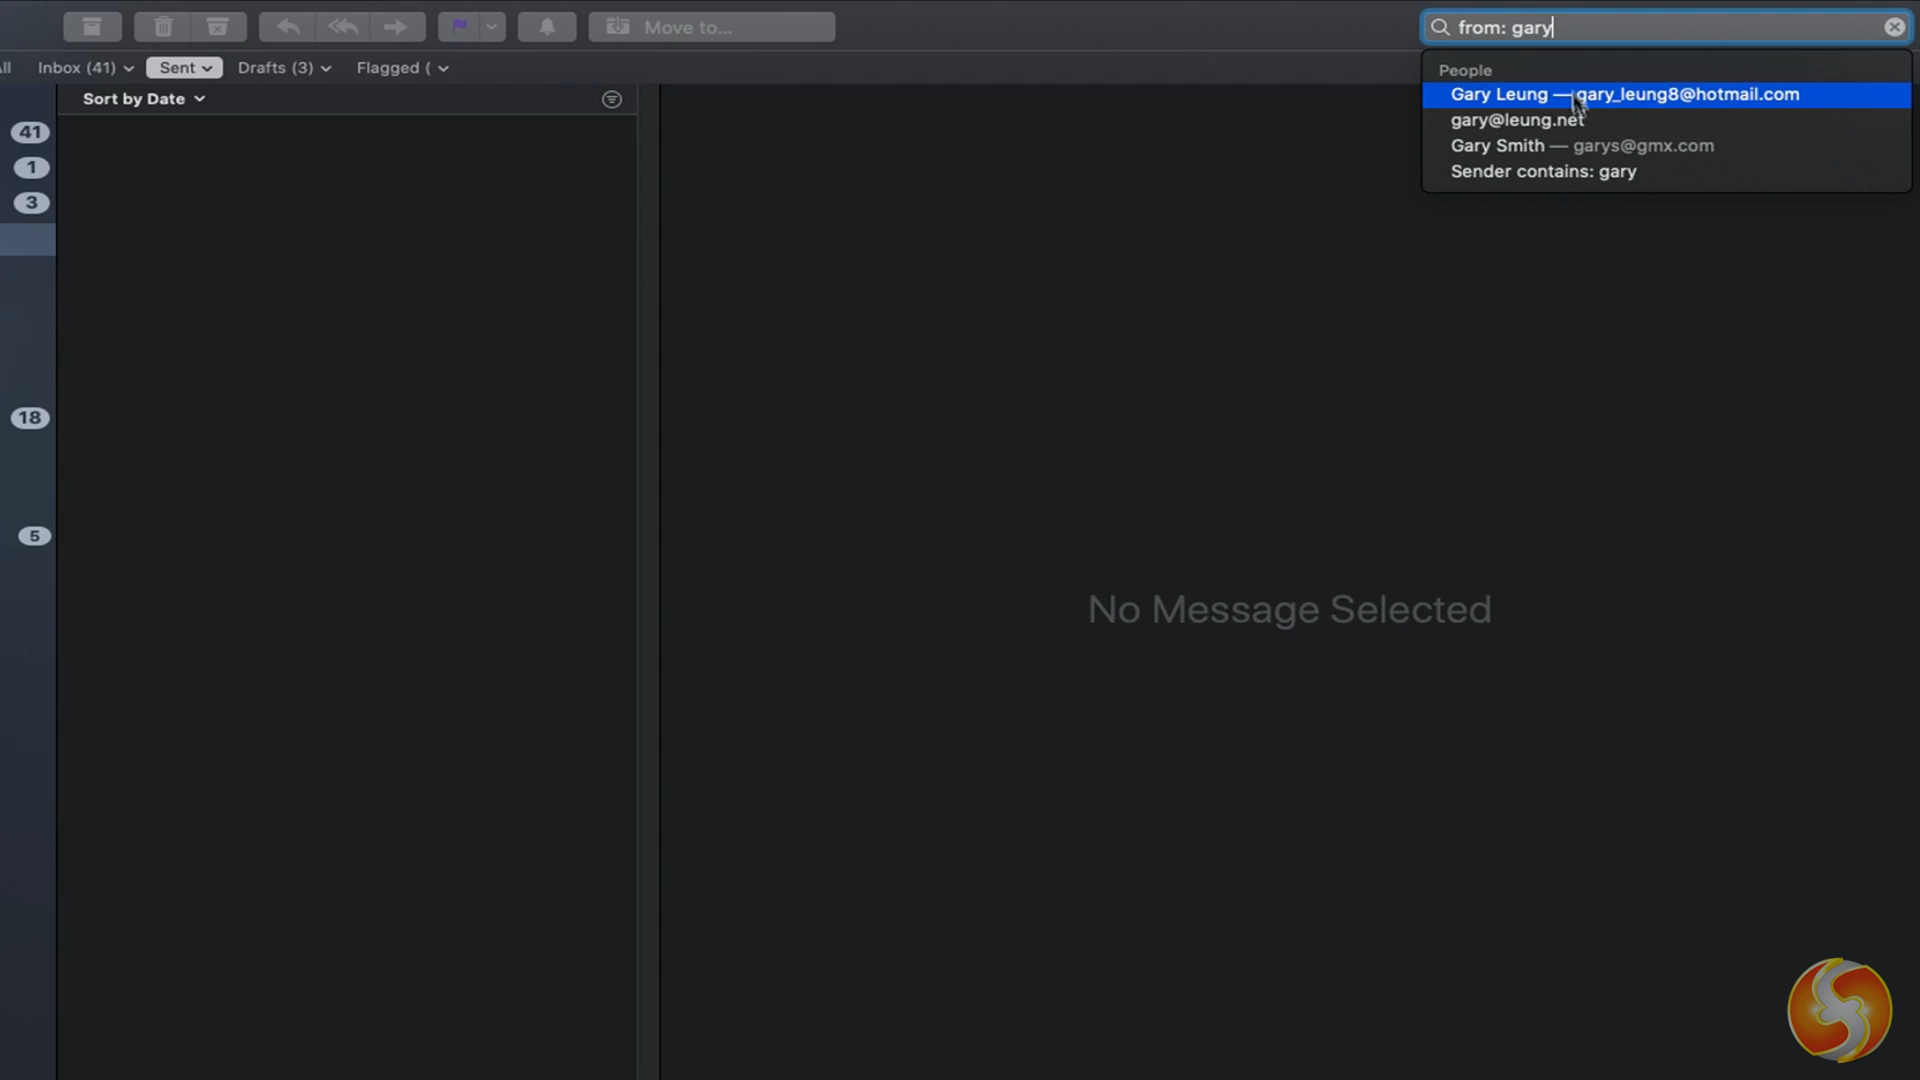 Move to...
from: gary
ll
Inbox (41)
Sent
Drafts (3)
Flagged (
People
Sort by Date
Gary Leung — gary_leung8@hotmail.com
gary@leung.net
Gary Smith — garys@gmx.com
Sender contains: gary
41
1
3
18
5
No Message Selected